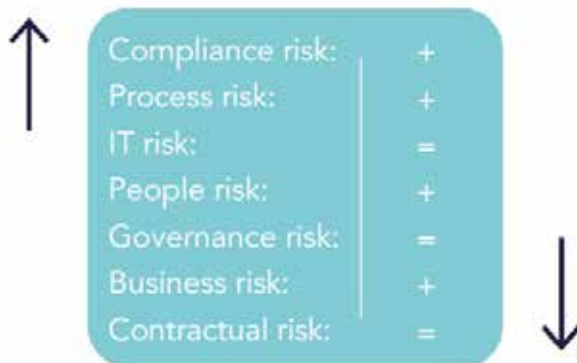 Compliance risk: +
Process risk: +
IT risk: =
People risk: +
Governance risk: =
Business risk: +
Contractual risk: =